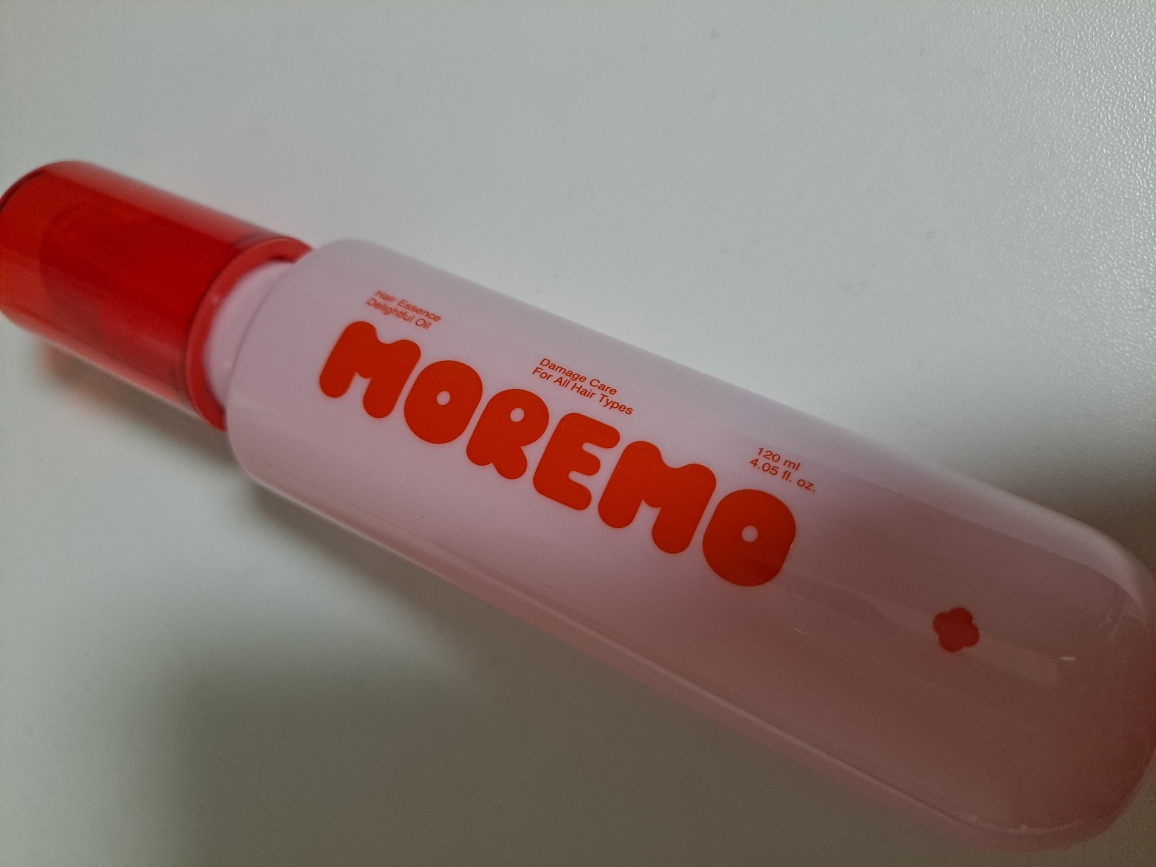 Hair Essence
Delightful Oil
MOREMO
Damage Care
For All Hair Types
120 ml
4.05 fl. oz.